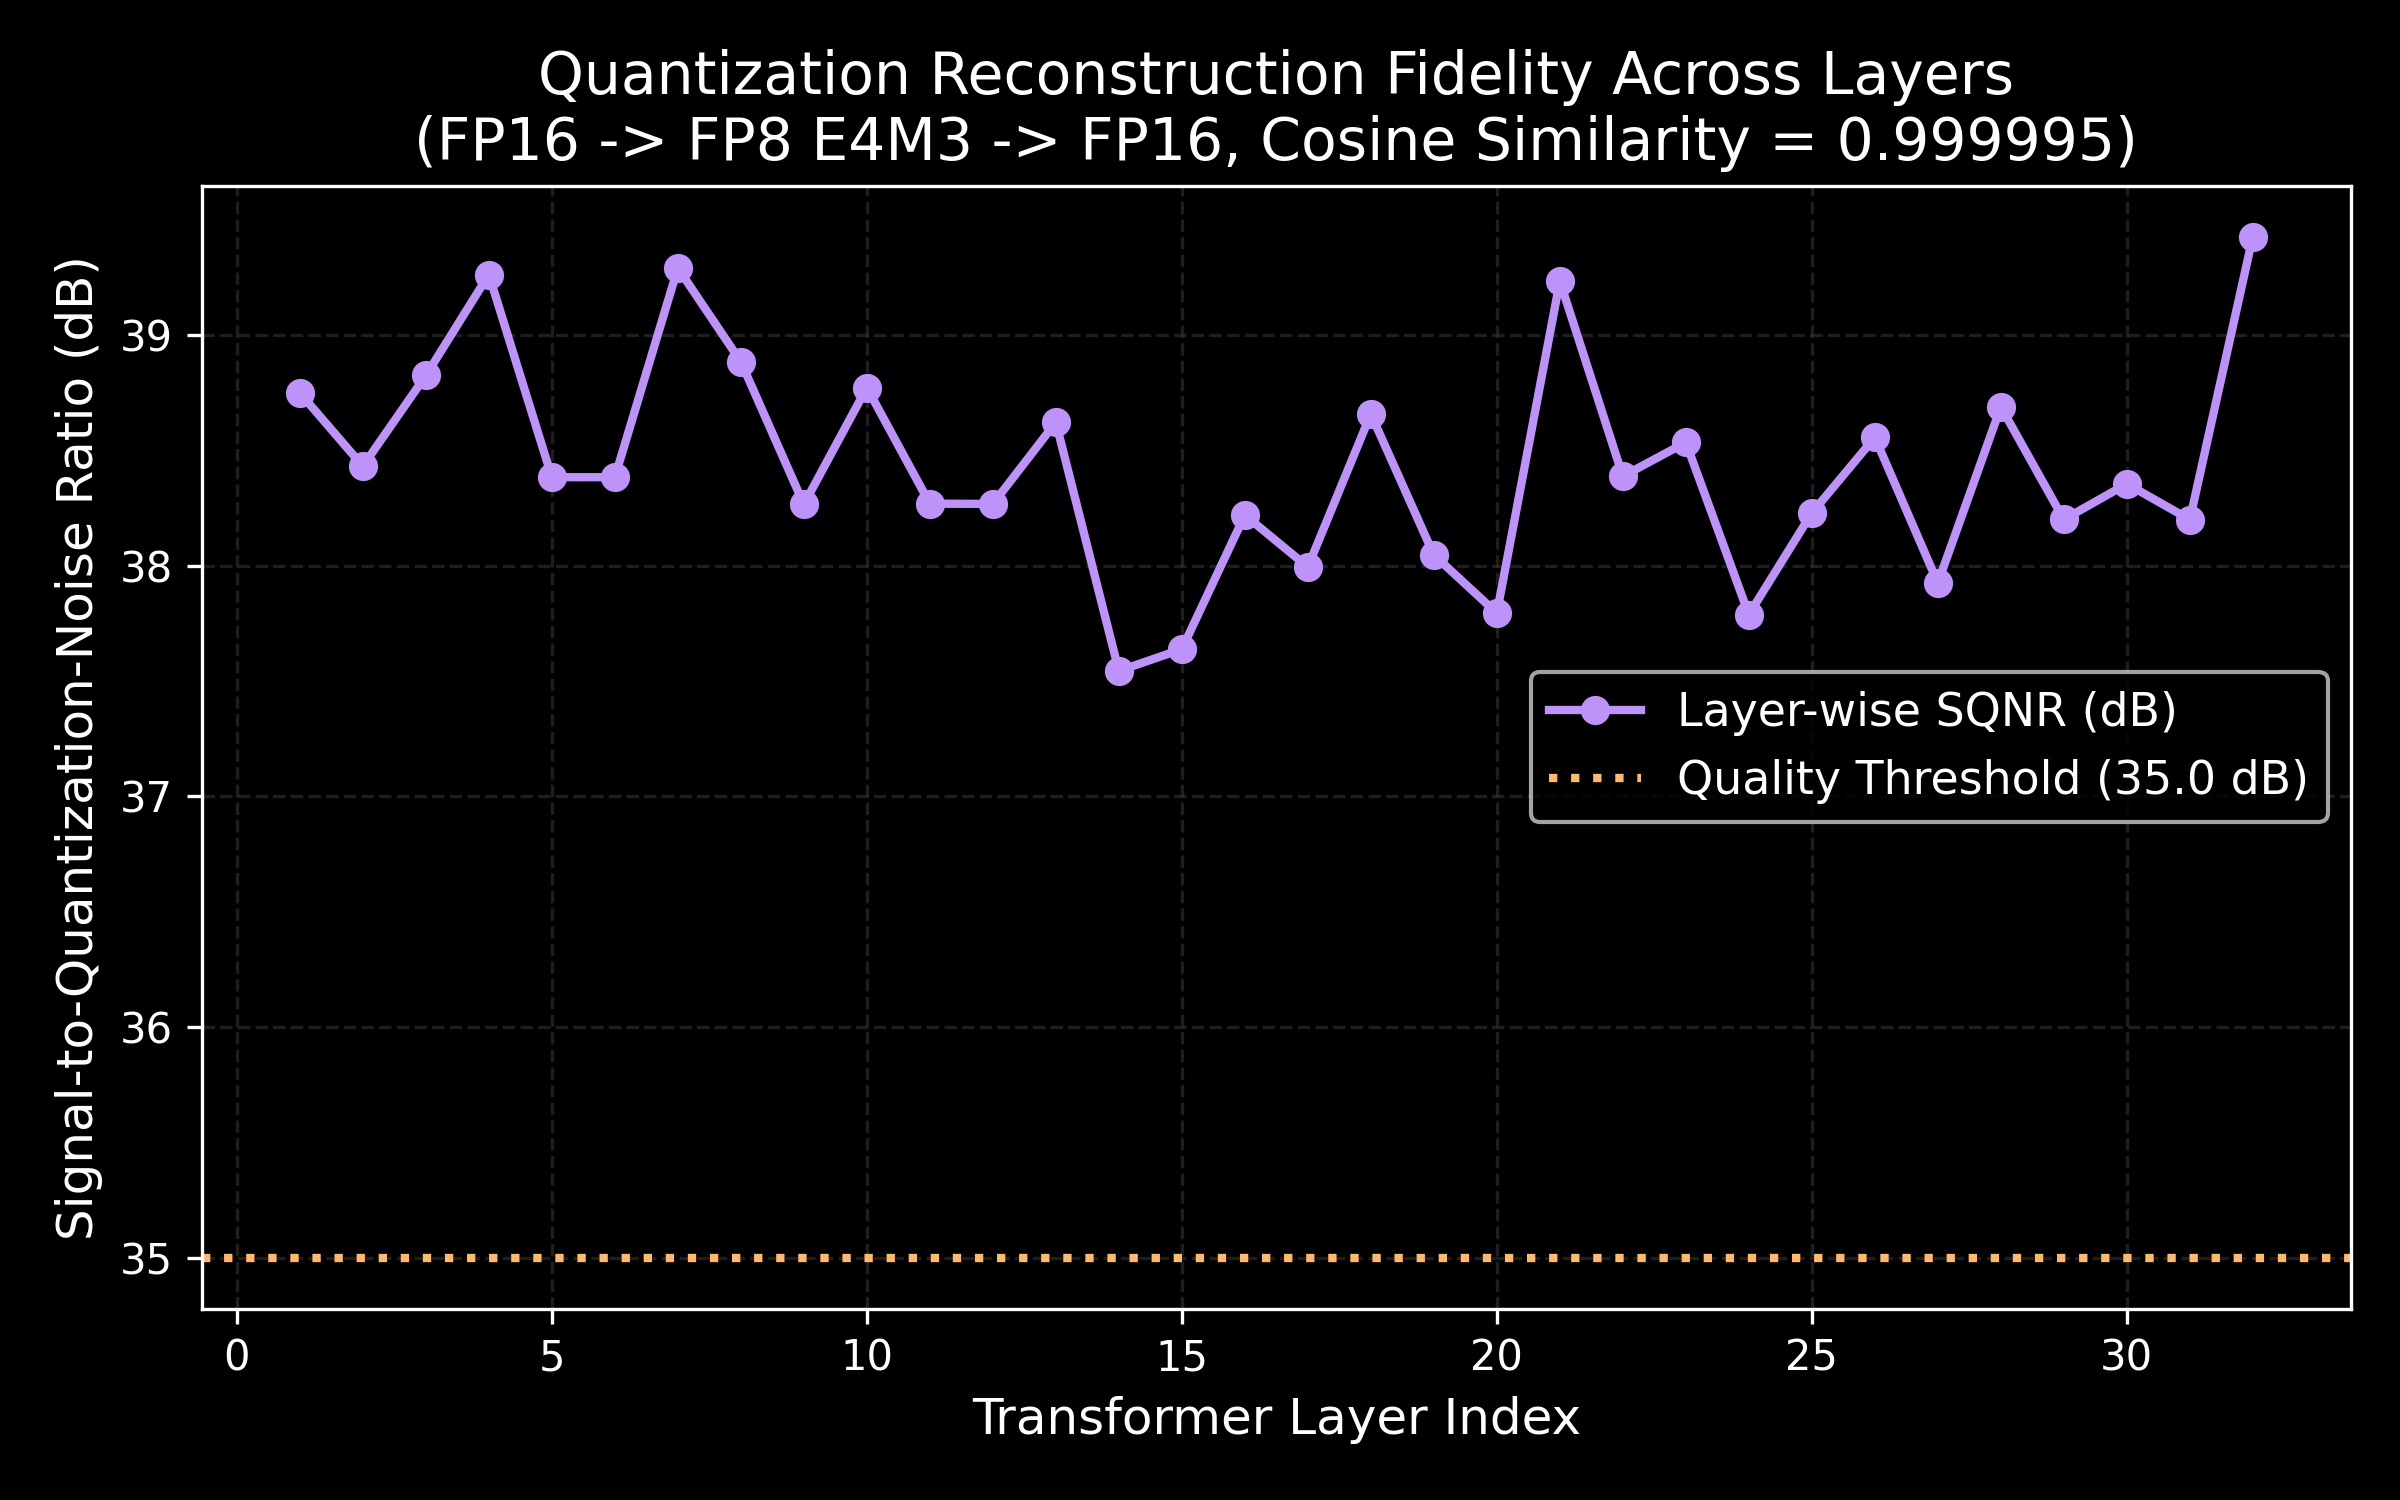 Quantization Reconstruction Fidelity Across Layers
(FP16 -> FP8 E4M3 -> FP16, Cosine Similarity = 0.999995)
Signal-to-Quantization-Noise Ratio (dB)
39
38
37
36
35
Layer-wise SQNR (dB)
Quality Threshold (35.0 dB)
0
5
10
15
20
25
30
Transformer Layer Index